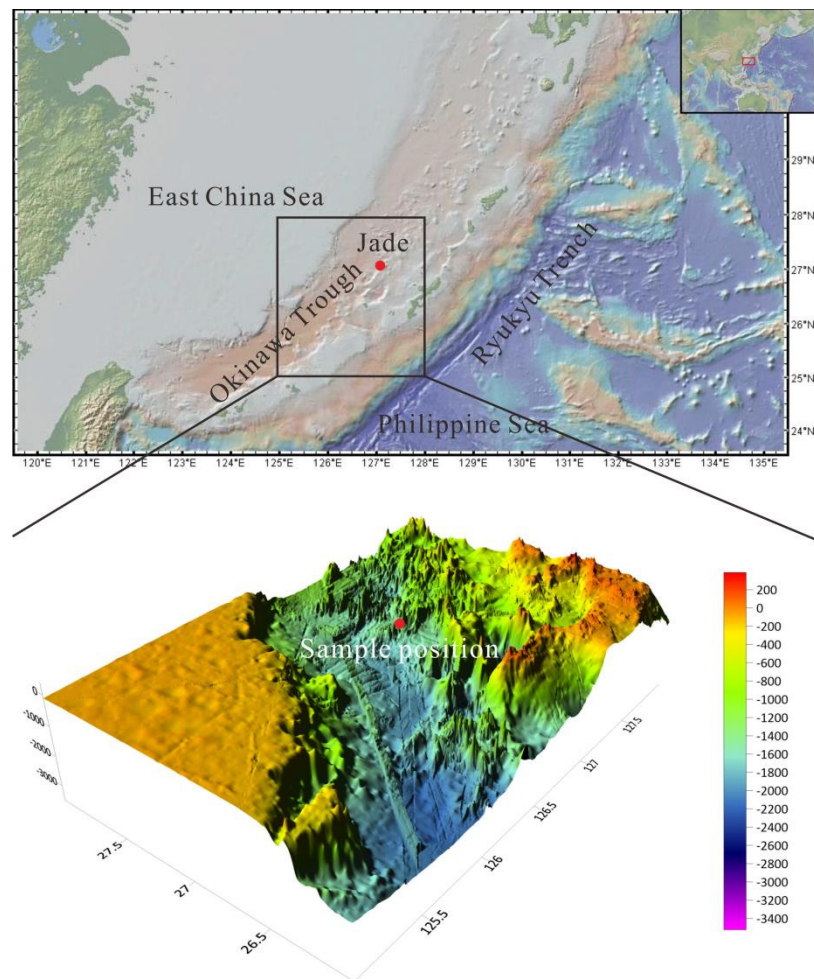 29°N
East China Sea
28°N
Jade
27°N
Okinawa Trough
Ryukyu Trench
26°N
25°N
Philippine Sea
24°N
120°E 121°E 122°E 123°E 124°E 125°E 126°E 127°E 128°E 129°E 130°E 131°E 132°E 133°E 134°E 135°E
Sample position
0
-1000
-2000
-3000
27.5
27
26.5
125.5
126
126.5
127
127.5
200
0
-200
-400
-600
-800
-1000
-1200
-1400
-1600
-1800
-2000
-2200
-2400
-2600
-2800
-3000
-3200
-3400